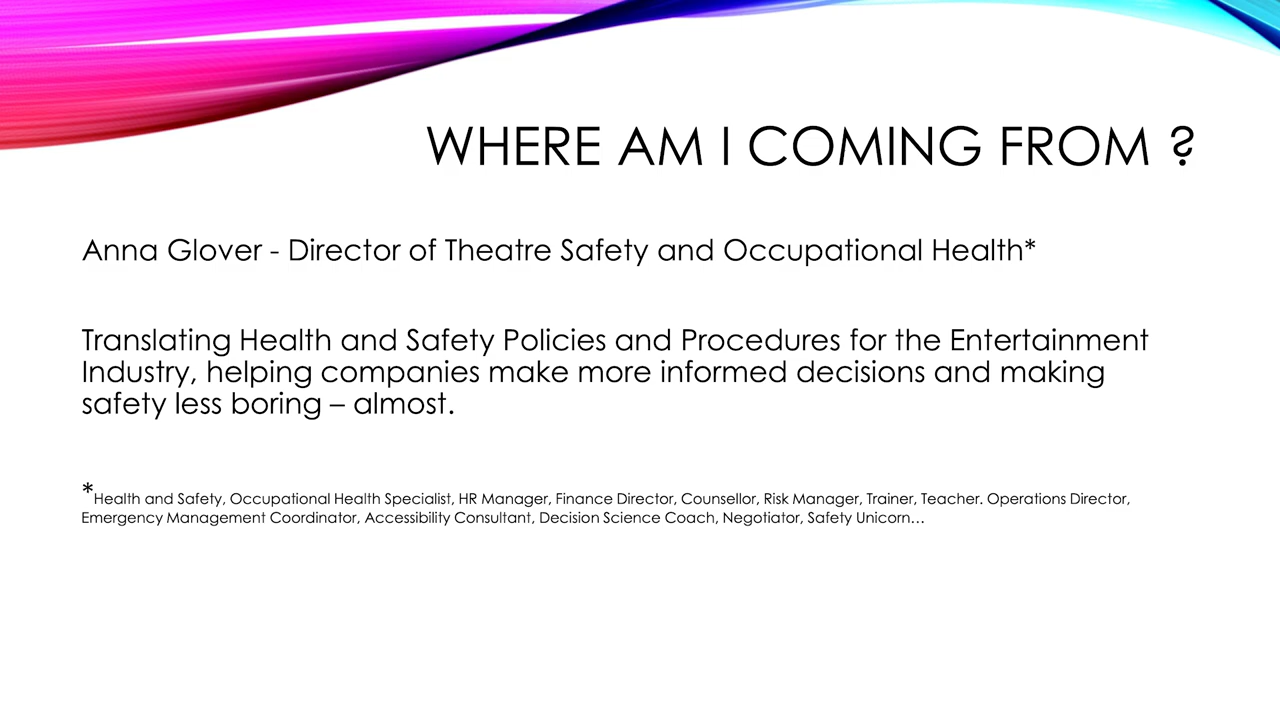 WHERE AM I COMING FROM ?
Anna Glover - Director of Theatre Safety and Occupational Health*
Translating Health and Safety Policies and Procedures for the Entertainment
Industry, helping companies make more informed decisions and making
safety less boring – almost.
*Health and Safety, Occupational Health Specialist, HR Manager, Finance Director, Counsellor, Risk Manager, Trainer, Teacher. Operations Director,
Emergency Management Coordinator, Accessibility Consultant, Decision Science Coach, Negotiator, Safety Unicorn…